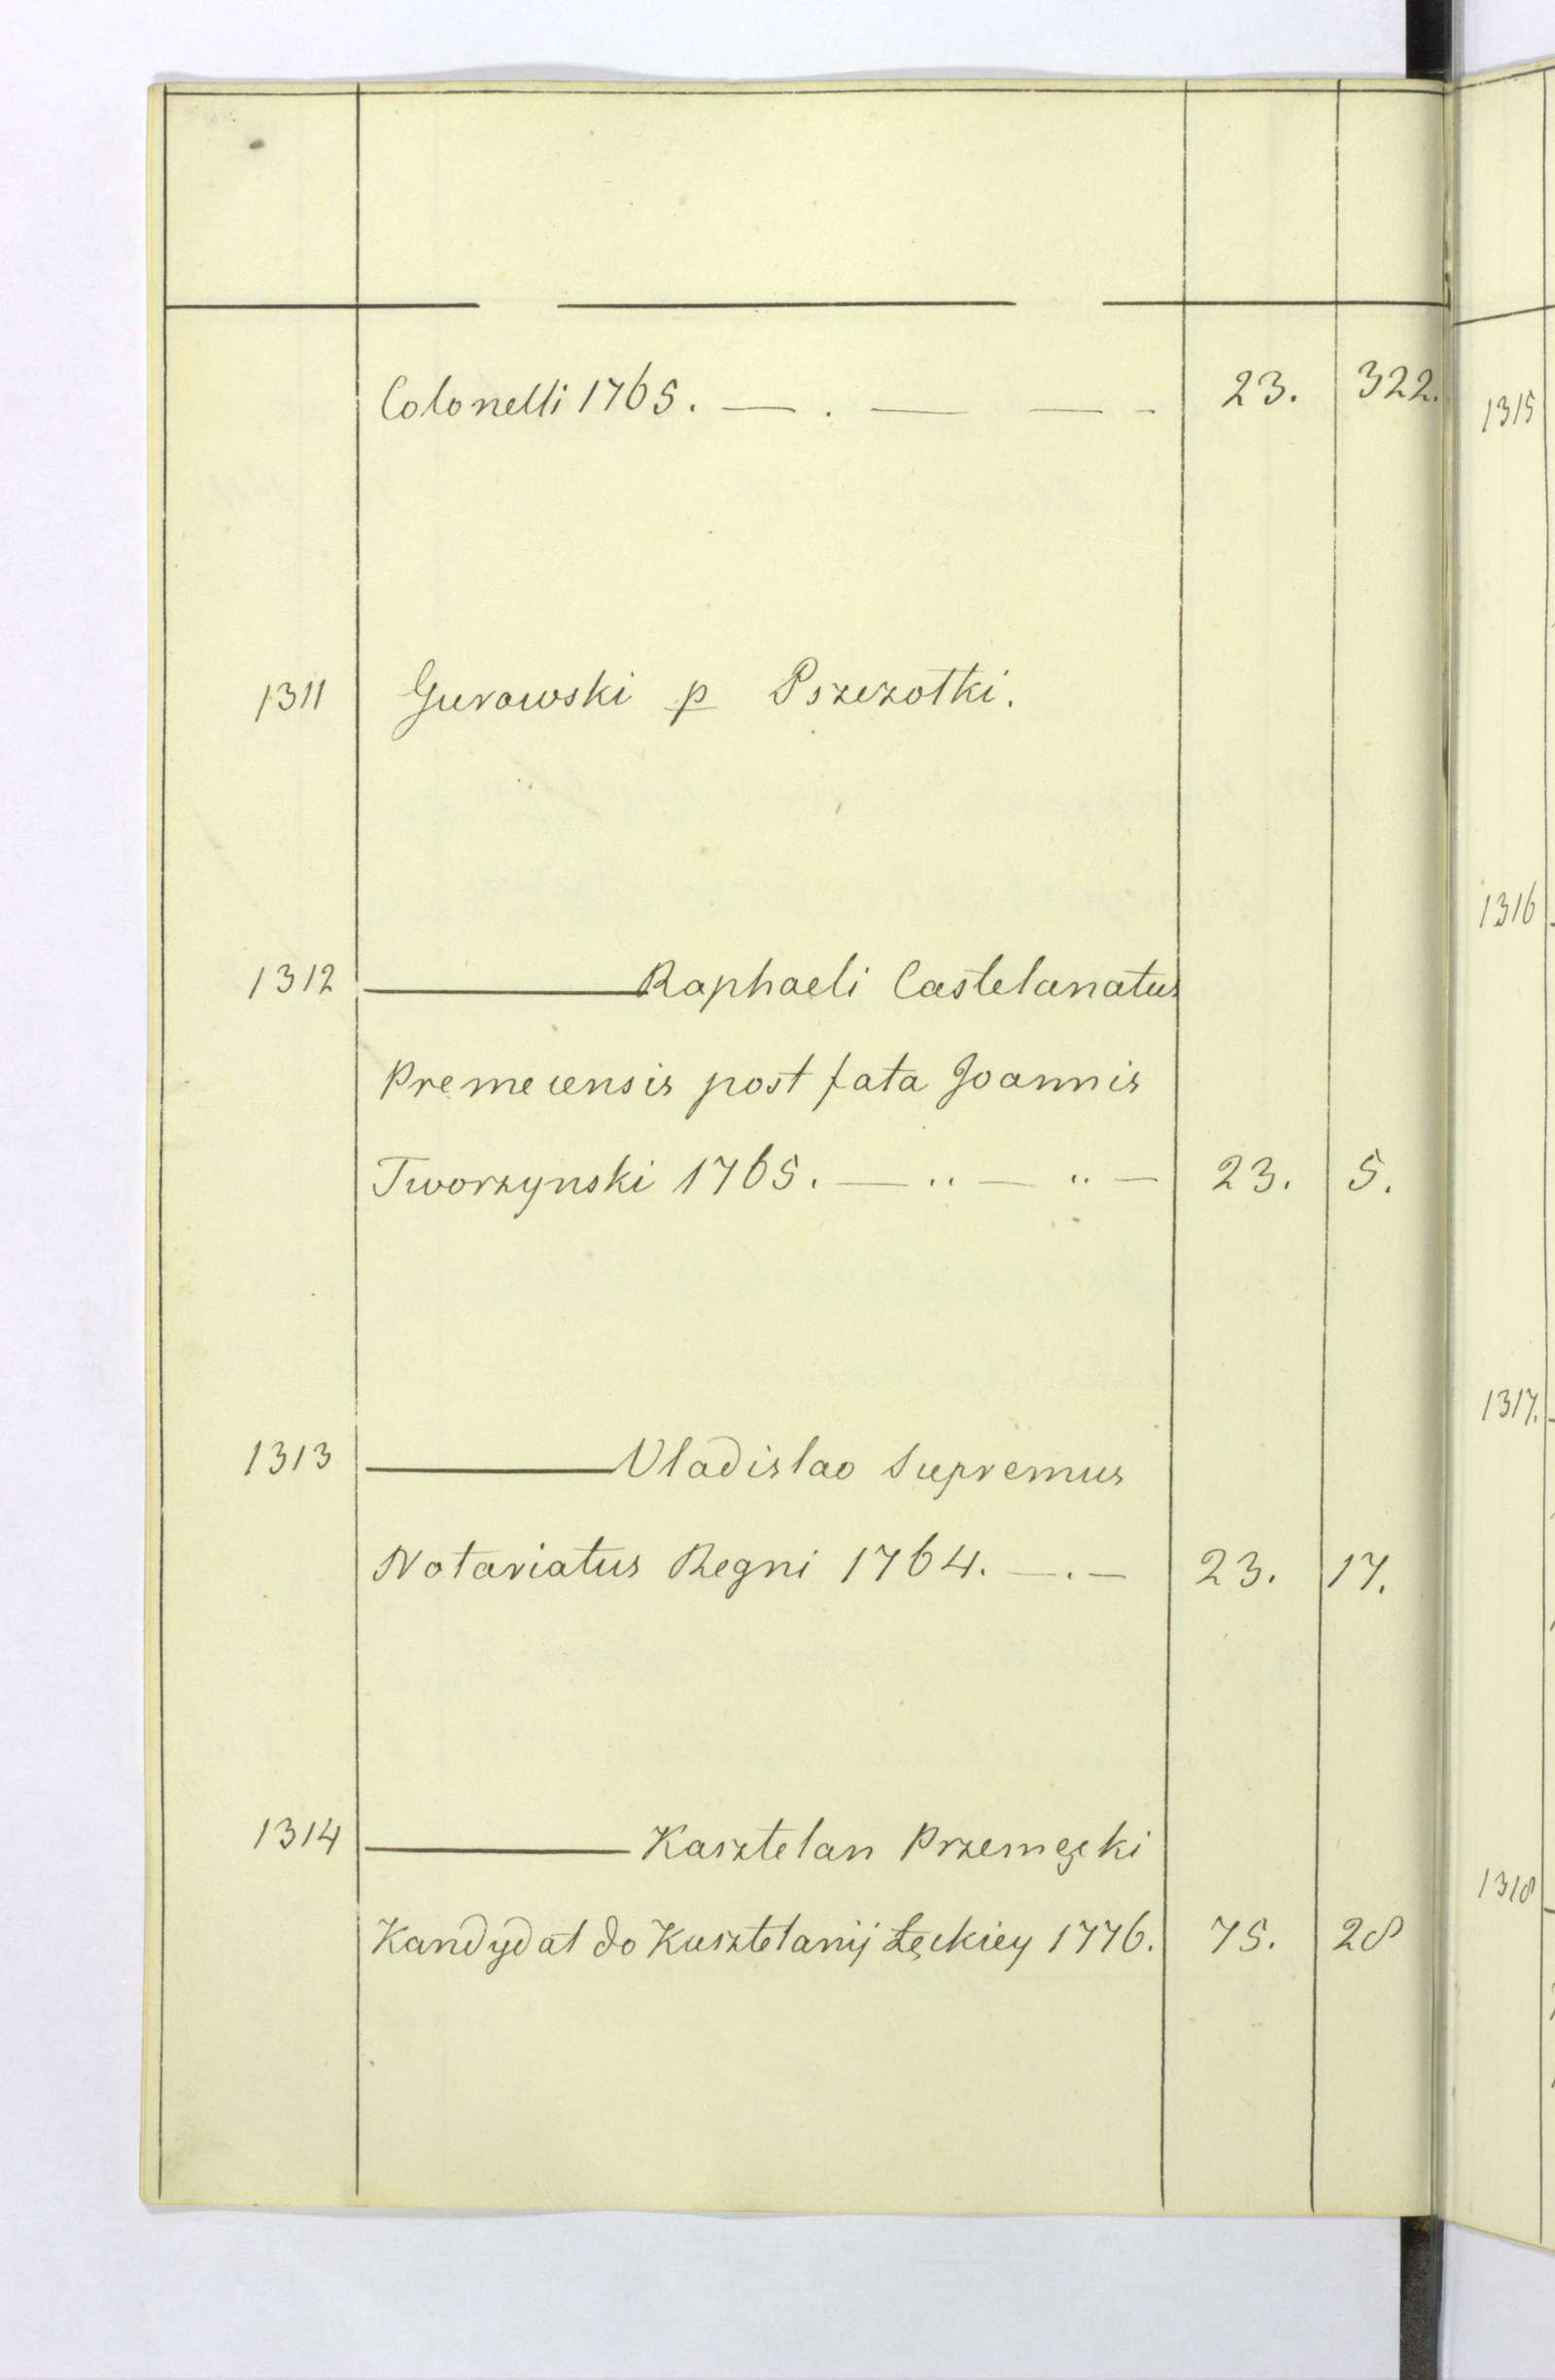 Colonelli 1765. — . — — - 23. 322.
1311 Gurowski p Pszczotki.
1312 ——— Raphaeli Castelanatus
Premecensis post fata Joannis
Tworzynski 1765. — .. — .. — 23. 5.
1313 ——— Vladislao Supremus
Notariatus Regni 1764. — . — 23. 17.
1314 ——— Kasztelan Przemęcki
Kandydat do Kasztelanij Łęckiey 1776. 75. 28
1315
1316
1317.
1318